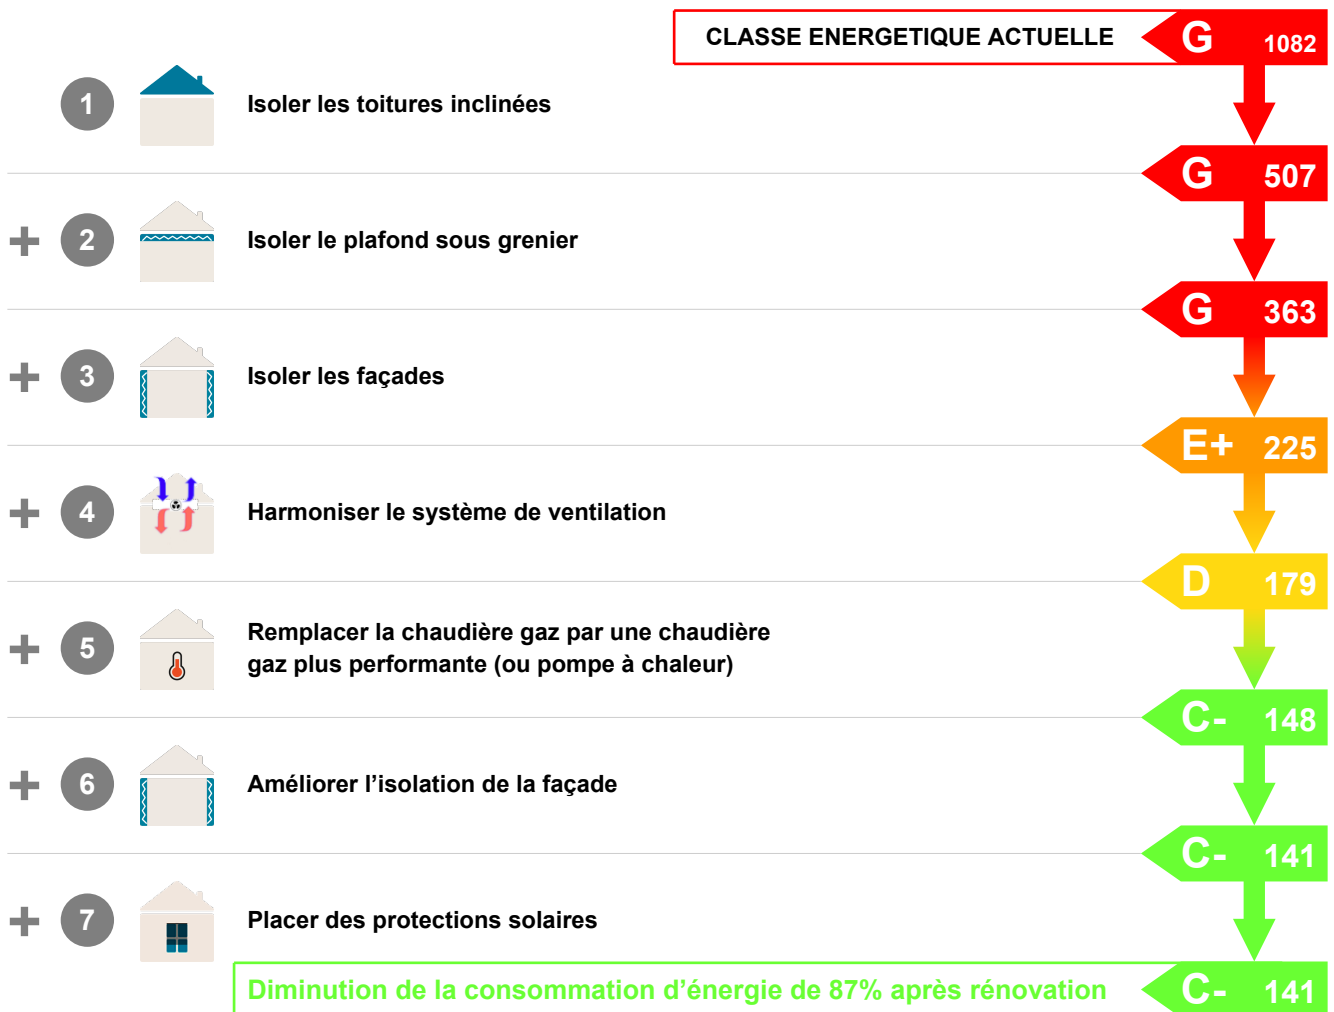 CLASSE ENERGETIQUE ACTUELLE G 1082
1 Isoler les toitures inclinées
G 507
+ 2 Isoler le plafond sous grenier
G 363
+ 3 Isoler les façades
E+ 225
+ 4 Harmoniser le système de ventilation
D 179
+ 5 Remplacer la chaudière gaz par une chaudière
gaz plus performante (ou pompe à chaleur)
C- 148
+ 6 Améliorer l’isolation de la façade
C- 141
+ 7 Placer des protections solaires
Diminution de la consommation d’énergie de 87% après rénovation C- 141